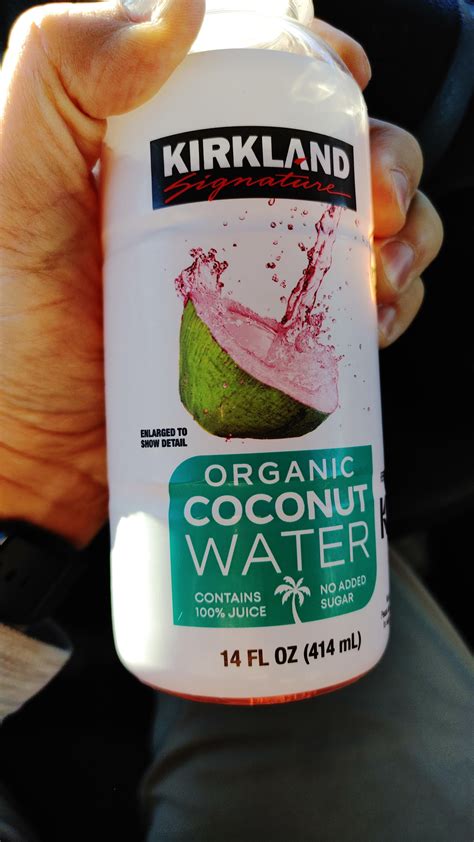 KIRKLAND
Signature
ENLARGED TO
SHOW DETAIL
ORGANIC
COCONUT
WATER
CONTAINS
100% JUICE
NO ADDED
SUGAR
14 FL OZ (414 mL)